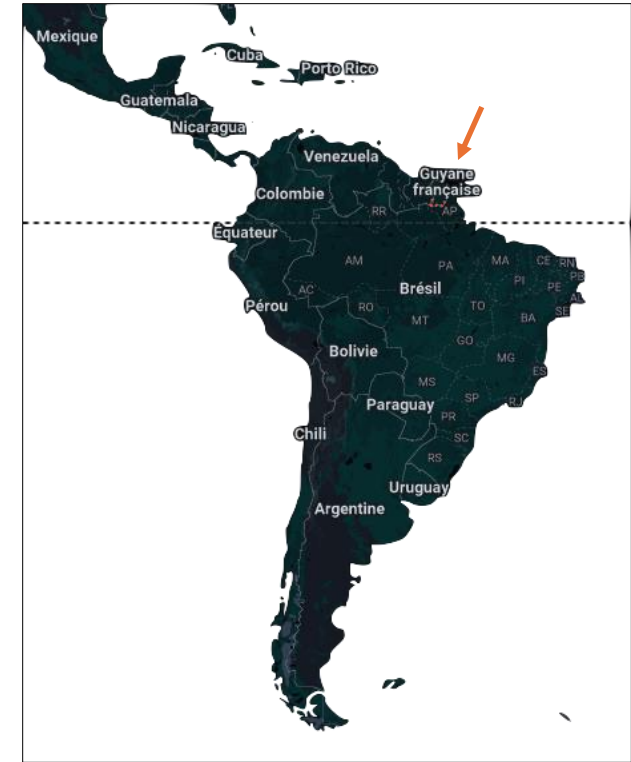 Mexique
Cuba
Porto Rico
Guatemala
Nicaragua
Venezuela
Guyane
française
Colombie
RR
AP
Équateur
AM
PA
MA
CE
RN
PB
PI
PE
AL
SE
AC
Brésil
TO
BA
Pérou
RO
MT
GO
Bolivie
MG
ES
MS
SP
RJ
Paraguay
PR
Chili
SC
RS
Uruguay
Argentine